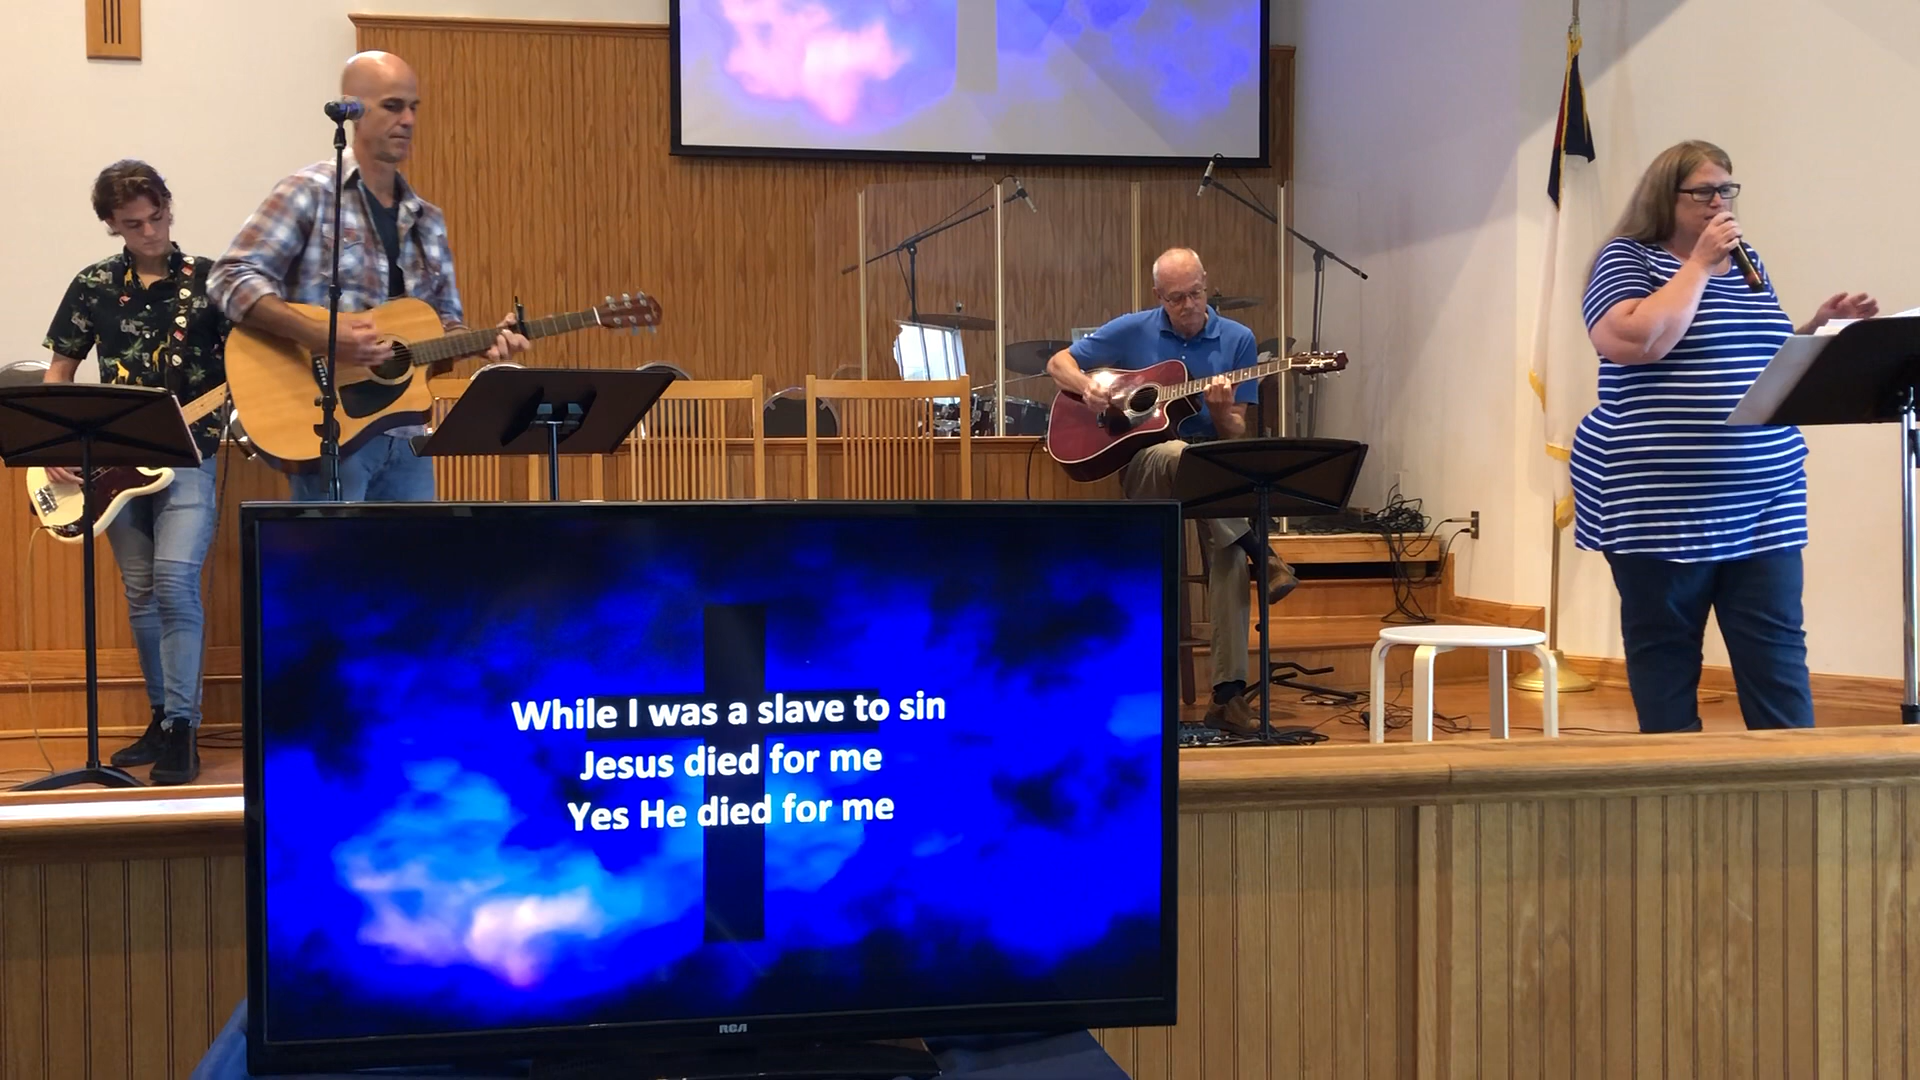 While I was a slave to sin
Jesus died for me
Yes He died for me
RCA